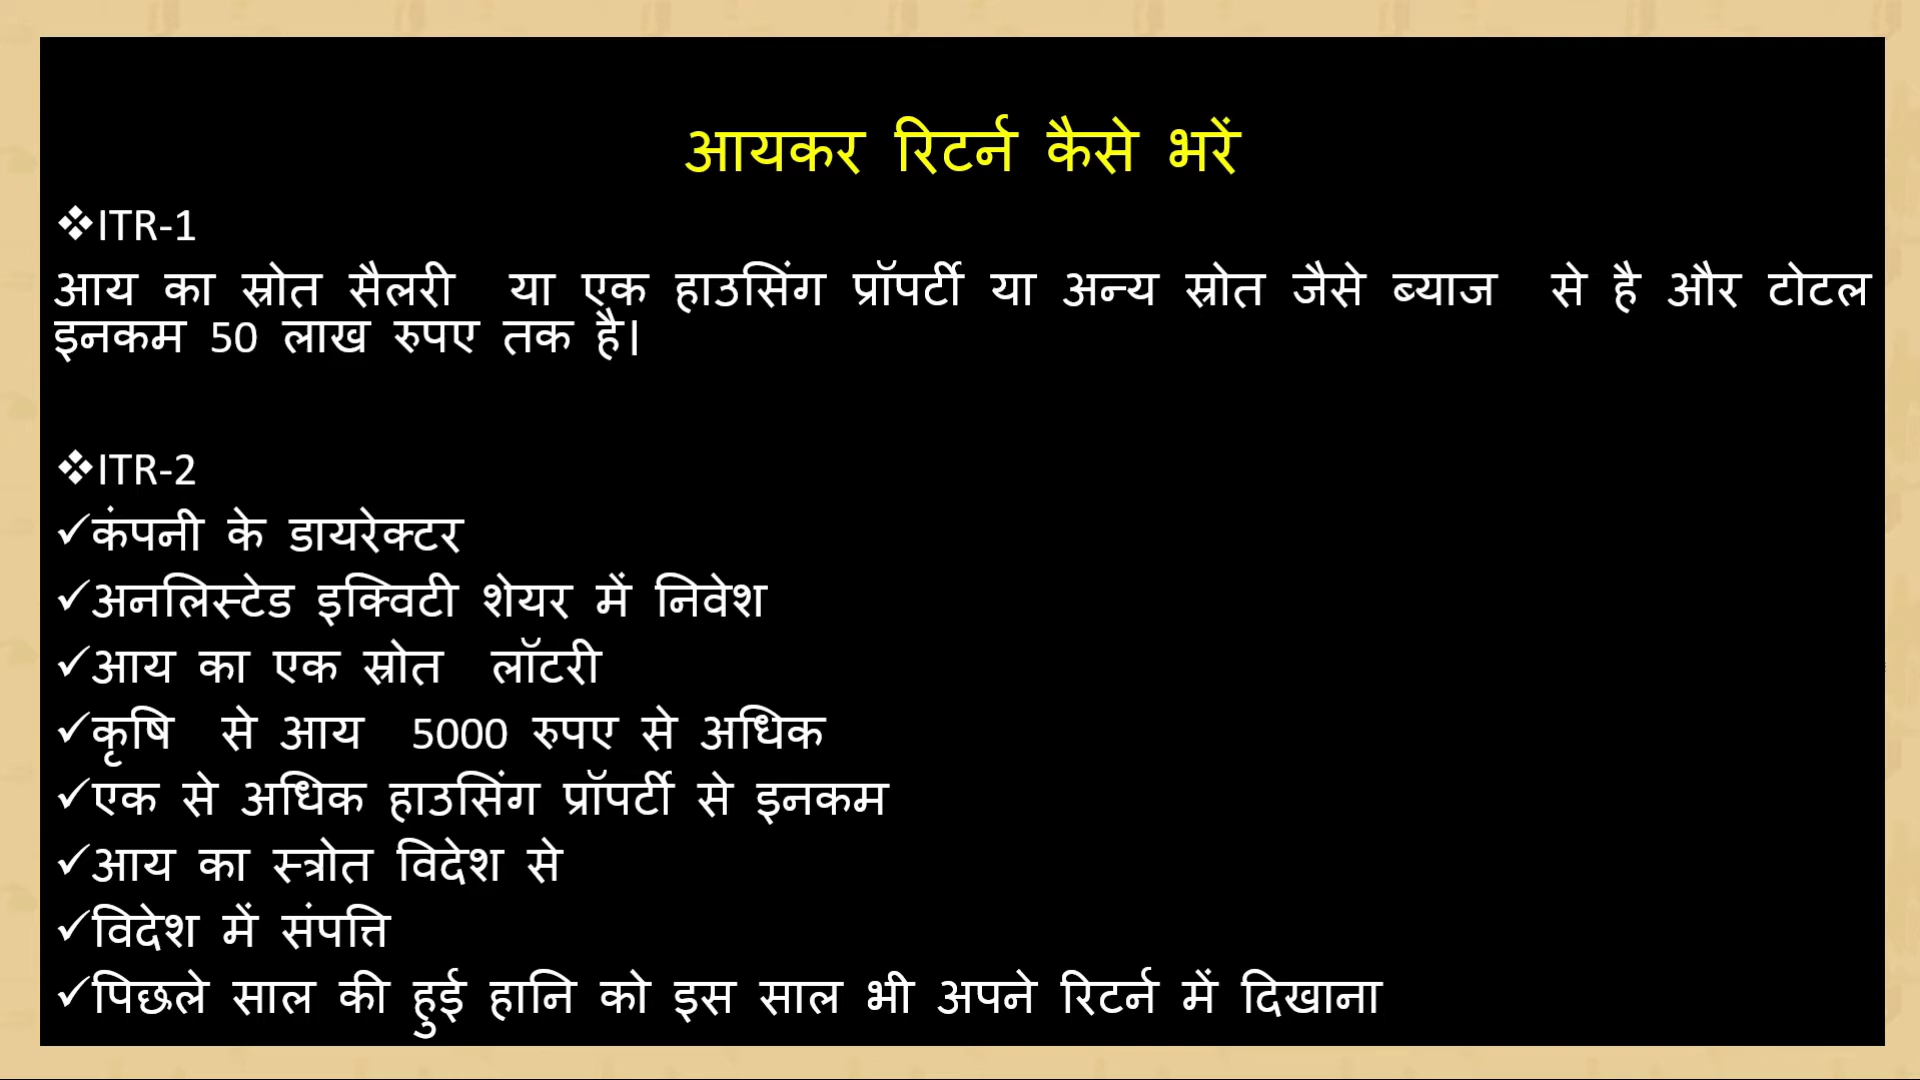 आयकर रिटर्न कैसे भरें
❖ITR-1
आय का स्रोत सैलरी या एक हाउसिंग प्रॉपर्टी या अन्य स्रोत जैसे ब्याज से है और टोटल
इनकम 50 लाख रुपए तक है।
❖ITR-2
✓कंपनी के डायरेक्टर
✓अनलिस्टेड इक्विटी शेयर में निवेश
✓आय का एक स्रोत लॉटरी
✓कृषि से आय 5000 रुपए से अधिक
✓एक से अधिक हाउसिंग प्रॉपर्टी से इनकम
✓आय का स्त्रोत विदेश से
✓विदेश में संपत्ति
✓पिछले साल की हुई हानि को इस साल भी अपने रिटर्न में दिखाना